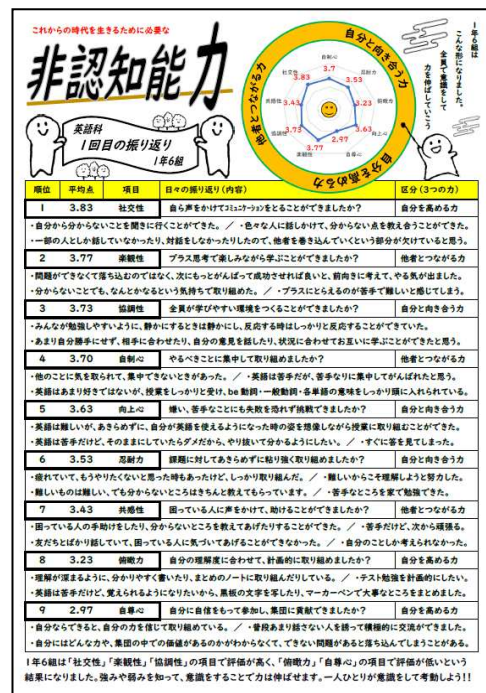 これからの時代を生きるために必要な
非認知能力
英語科
1回目の振り返り
1年6組
自分と向き合う力
自分を高める力
他者とつながる力
自制心
3.7
忍耐力
3.53
俯瞰力
3.23
向上心
3.63
自尊心
2.97
楽観性
3.77
協調性
3.73
共感性
3.43
社交性
3.83
1年6組は
こんな形になりました。
全員で意識をして
力を伸ばしていこう
順位 平均点 項目 日々の振り返り(内容) 区分(3つの力)
1 3.83 社交性 自ら声をかけてコミュニケーションをとることができましたか? 自分を高める力
・自分から分からないことを聞きに行くことができた。 / ・色々な人に話しかけて、分からない点を教え合うことができた。
・一部の人としか話していなかったり、対話をしなかったりしたので、他者を巻き込んでいくという部分が欠けていると思う。
2 3.77 楽観性 プラス思考で楽しみながら学ぶことができましたか? 他者とつながる力
・問題ができなくて落ち込むのではなく、次にもっとがんばって成功させれば良いと、前向きに考えて、やる気が出ました。
・分からないことでも、なんとかなるという気持ちで取り組めた。 / ・プラスにとらえるのが苦手で難しいと感じてしまう。
3 3.73 協調性 全員が学びやすい環境をつくることができましたか? 自分と向き合う力
・みんなが勉強しやすいように、静かにするときは静かにし、反応する時はしっかりと反応することができていた。
・あまり自分勝手にせず、相手に合わせたり、自分の意見を話したり、状況に合わせてお互いに学ぶことができたと思う。
4 3.70 自制心 やるべきことに集中して取り組めましたか? 他者とつながる力
・他のことに気を取られて、集中できないときがあった。 / ・英語は苦手だが、苦手なりに集中してがんばれたと思う。
・英語はあまり好きではないが、授業をしっかりと受け、be動詞・一般動詞・各単語の意味をしっかり頭に入れられている。
5 3.63 向上心 嫌い、苦手なことにも失敗を恐れず挑戦できましたか? 自分と向き合う力
・英語は難しいが、あきらめずに、自分が英語を使えるようになった時の姿を想像しながら授業に取り組むことができた。
・英語は苦手だけど、そのままにしていたらダメだから、やり抜いて分かるようにしたい。 ・すぐに答を見てしまった。
6 3.53 忍耐力 課題に対してあきらめずに粘り強く取り組めましたか? 自分と向き合う力
・疲れていて、もうやりたくないと思った時もあったけど、しっかり取り組んだ。 / ・難しいからこそ理解しようと努力した。
・難しいものは難しい、でも分からないところはきちんと教えてもらっています。 ・苦手なところを家で勉強できた。
7 3.43 共感性 困っている人に声をかけて、助けることができましたか? 他者とつながる力
・困っている人の手助けをしたり、分からないところを教えてあげたりすることができた。 ・苦手だけど、次から頑張る。
・友だちとばかり話していて、困っている人に気づいてあげることができなかった。 ・自分のことしか考えられなかった。
8 3.23 俯瞰力 自分の理解度に合わせて、計画的に取り組めましたか? 自分を高める力
・理解が深まるように、分かりやすく書いたり、まとめのノートに取り組んだりしている。 / ・テスト勉強を計画的にしたい。
・英語は苦手だけど、覚えられるようになりたいから、黒板の文字を写したり、マーカーペンで大事なところをまとめました。
9 2.97 自尊心 自分に自信をもって参加し、集団に貢献できましたか? 自分を高める力
・自分ならできると、自分の力を信じて取り組めている。 / ・普段あまり話さない人を誘って積極的に交流ができました。
・自分にはどんな力や、集団の中での価値があるのかがわからなくて、できない問題があると落ち込んでしまうことがある。
1年6組は「社交性」「楽観性」「協調性」の項目で評価が高く、「俯瞰力」「自尊心」の項目で評価が低いという
結果になりました。強みや弱みを知って、意識をすることで力は伸ばせます。一人ひとりが意識をして考動しよう!!